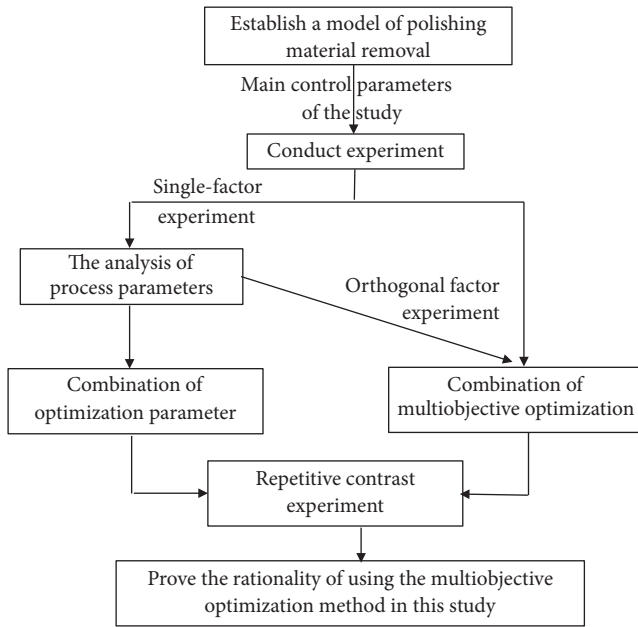 Establish a model of polishing
material removal
Main control parameters
of the study
Conduct experiment
Single-factor
experiment
The analysis of
process parameters
Orthogonal factor
experiment
Combination of
optimization parameter
Combination of
multiobjective optimization
Repetitive contrast
experiment
Prove the rationality of using the multiobjective
optimization method in this study